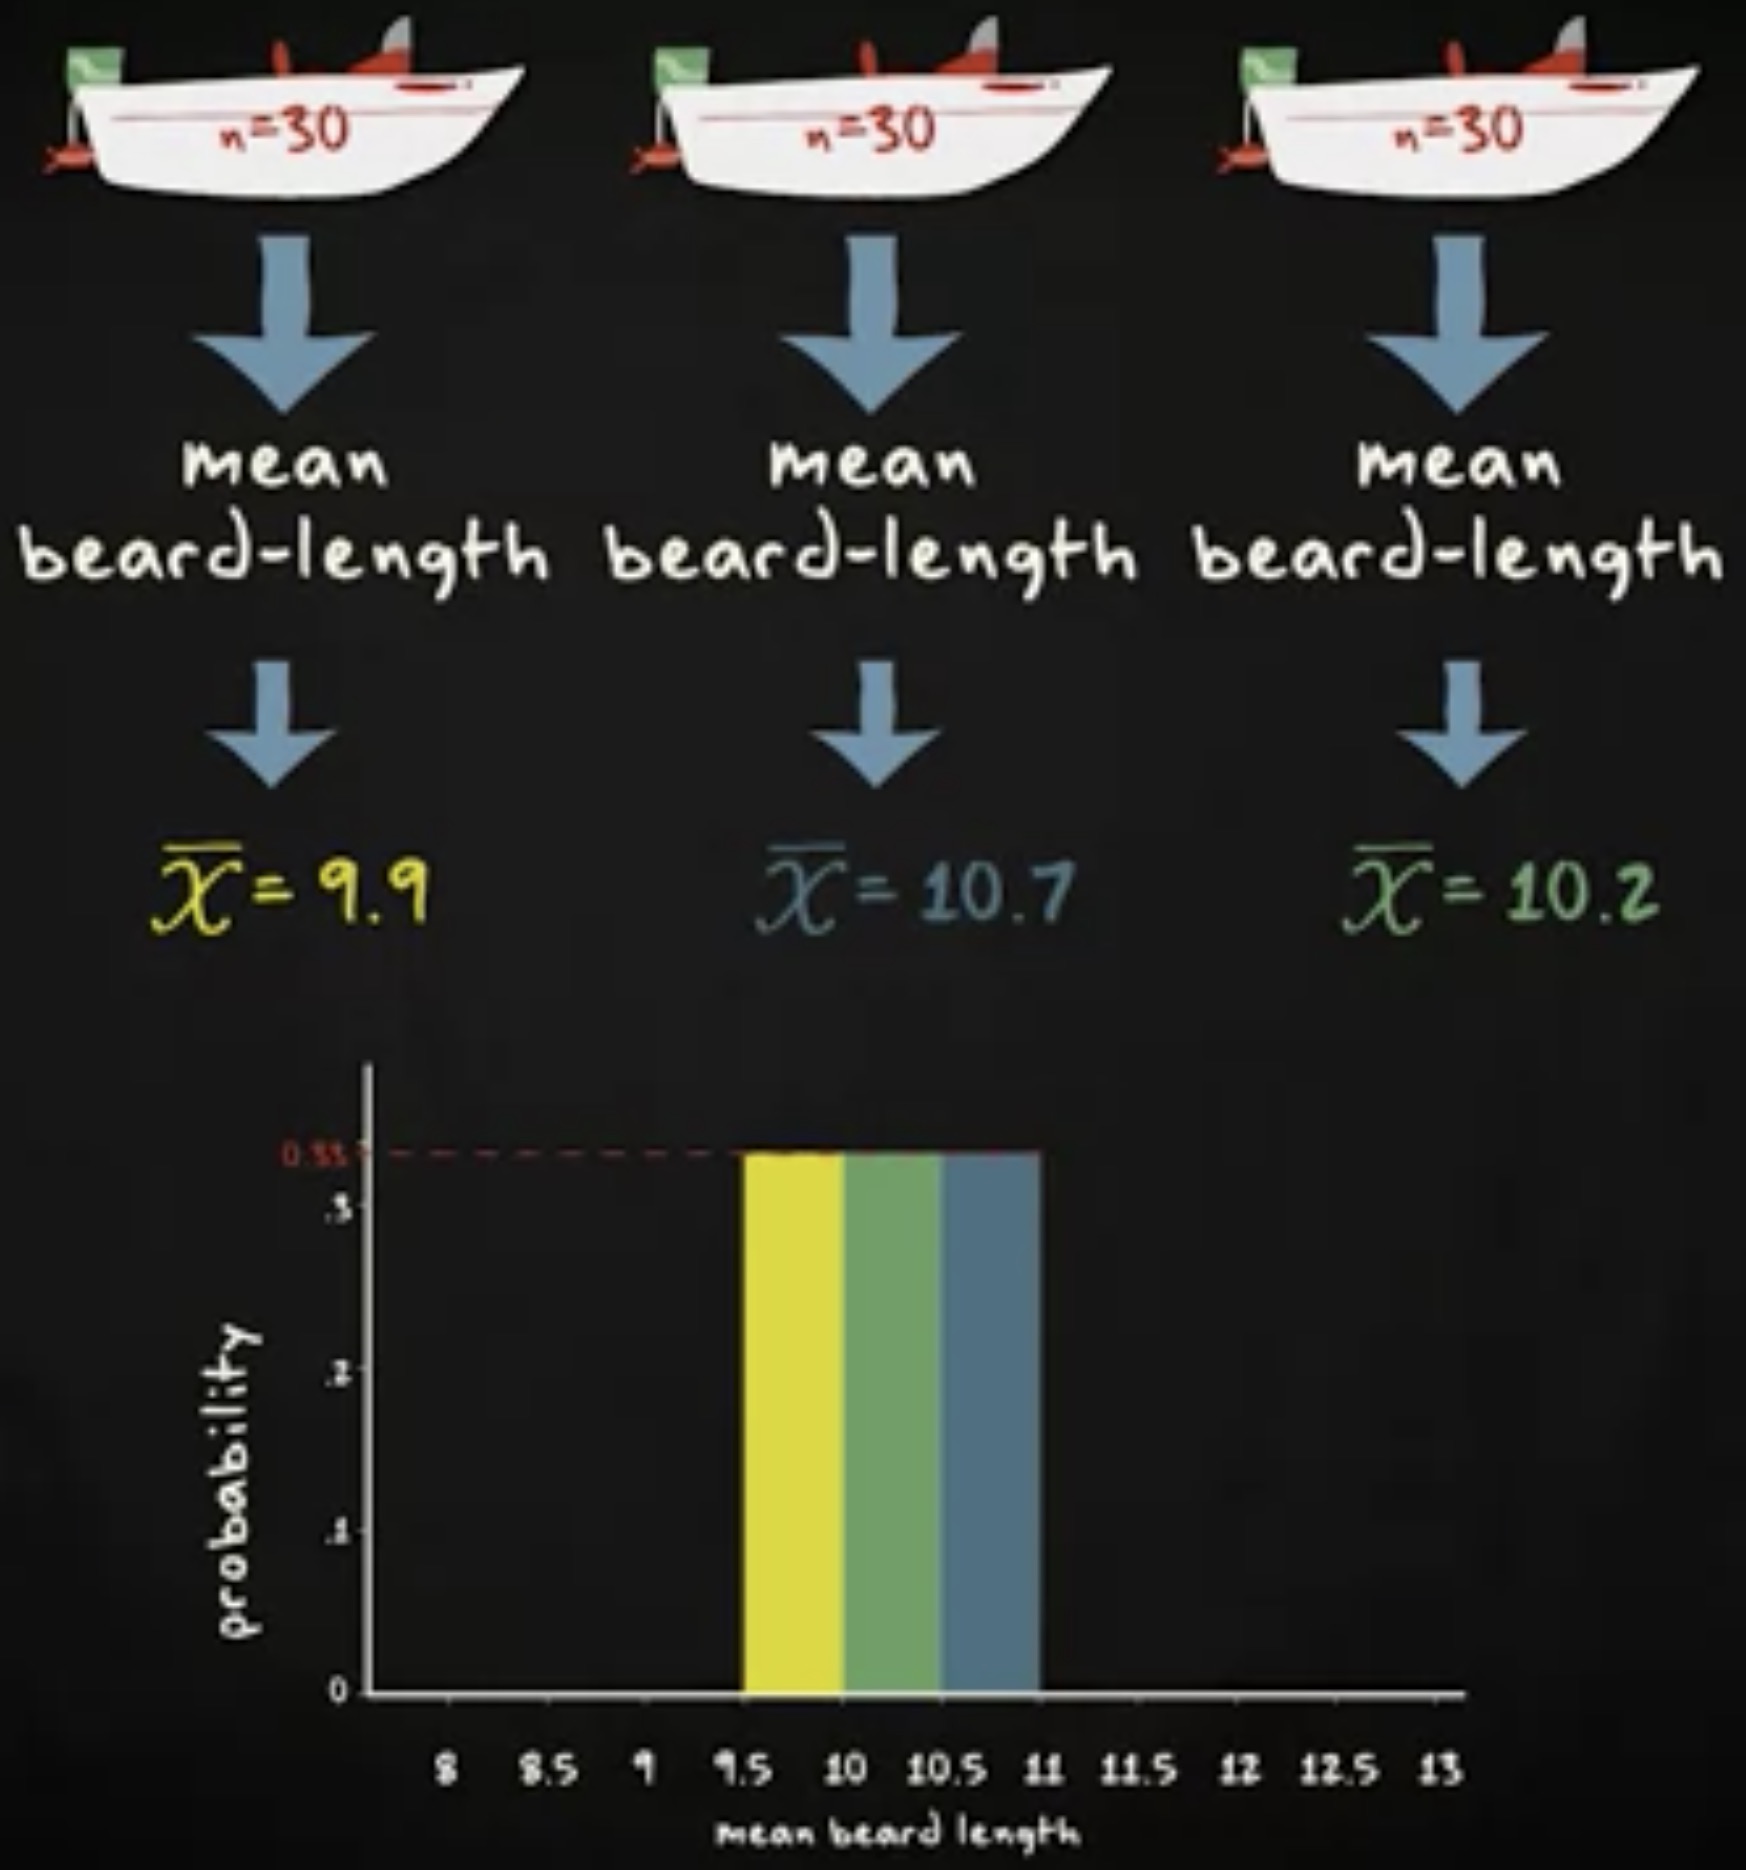 n=30
n=30
n=30
mean
beard-length
mean
beard-length
mean
beard-length
x̄ = 9.9
x̄ = 10.7
x̄ = 10.2
0.33
.3
.2
.1
0
probability
8 8.5 9 9.5 10 10.5 11 11.5 12 12.5 13
mean beard length